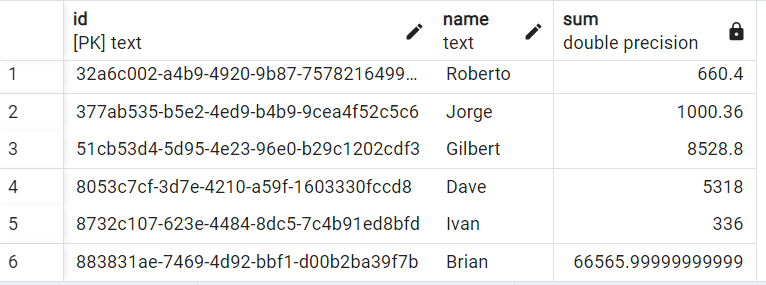 id name sum
[PK] text text double precision
1 32a6c002-a4b9-4920-9b87-7578216499... Roberto 660.4
2 377ab535-b5e2-4ed9-b4b9-9cea4f52c5c6 Jorge 1000.36
3 51cb53d4-5d95-4e23-96e0-b29c1202cdf3 Gilbert 8528.8
4 8053c7cf-3d7e-4210-a59f-1603330fccd8 Dave 5318
5 8732c107-623e-4484-8dc5-7c4b91ed8bfd Ivan 336
6 883831ae-7469-4d92-bbf1-d00b2ba39f7b Brian 66565.99999999999